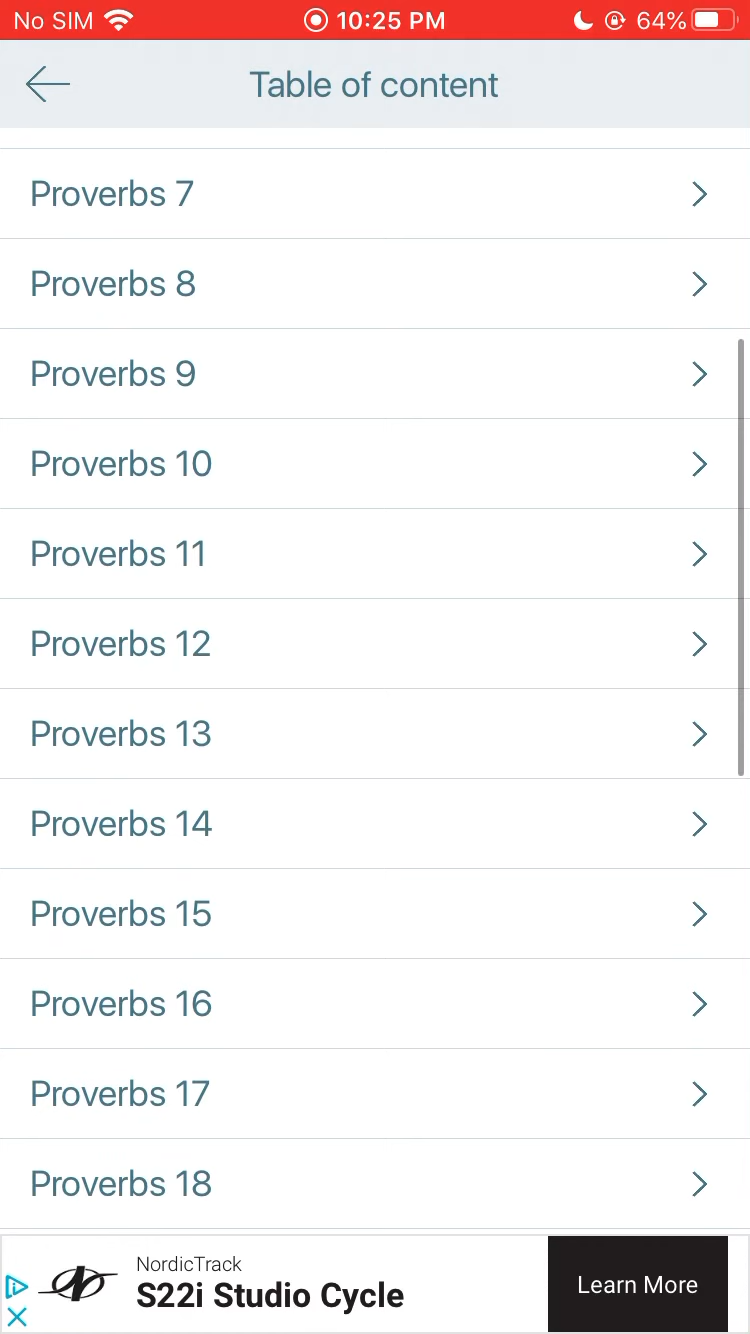 No SIM 10:25 PM 64%
Table of content
Proverbs 7
Proverbs 8
Proverbs 9
Proverbs 10
Proverbs 11
Proverbs 12
Proverbs 13
Proverbs 14
Proverbs 15
Proverbs 16
Proverbs 17
Proverbs 18
NordicTrack
S22i Studio Cycle
Learn More